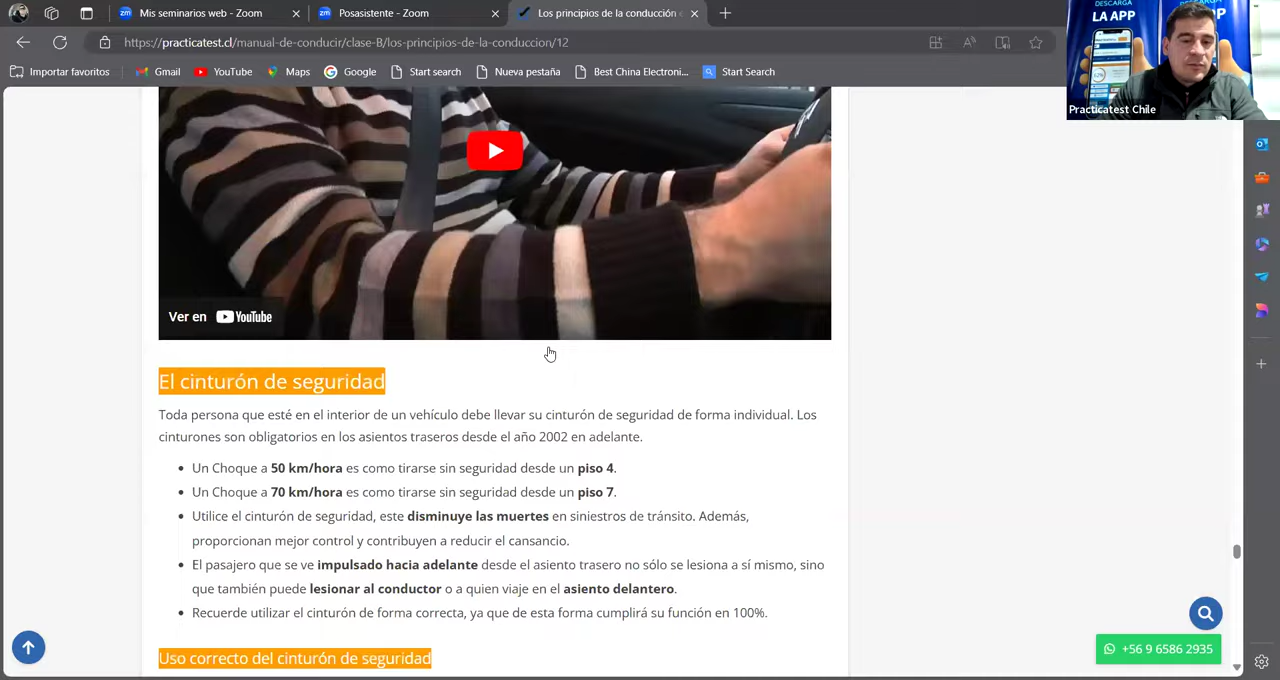 Mis seminarios web - Zoom
Posasistente - Zoom
Los principios de la conducción
https://practicatest.cl/manual-de-conducir/clase-B/los-principios-de-la-conduccion/12
Importar favoritos
Gmail
YouTube
Maps
Google
Start search
Nueva pestaña
Best China Electroni...
Start Search
DESCARGA
LA APP
Practicatest Chile
Ver en YouTube
El cinturón de seguridad
Toda persona que esté en el interior de un vehículo debe llevar su cinturón de seguridad de forma individual. Los
cinturones son obligatorios en los asientos traseros desde el año 2002 en adelante.
Un Choque a 50 km/hora es como tirarse sin seguridad desde un piso 4.
Un Choque a 70 km/hora es como tirarse sin seguridad desde un piso 7.
Utilice el cinturón de seguridad, este disminuye las muertes en siniestros de tránsito. Además,
proporcionan mejor control y contribuyen a reducir el cansancio.
El pasajero que se ve impulsado hacia adelante desde el asiento trasero no sólo se lesiona a sí mismo, sino
que también puede lesionar al conductor o a quien viaje en el asiento delantero.
Recuerde utilizar el cinturón de forma correcta, ya que de esta forma cumplirá su función en 100%.
+56 9 6586 2935
Uso correcto del cinturón de seguridad